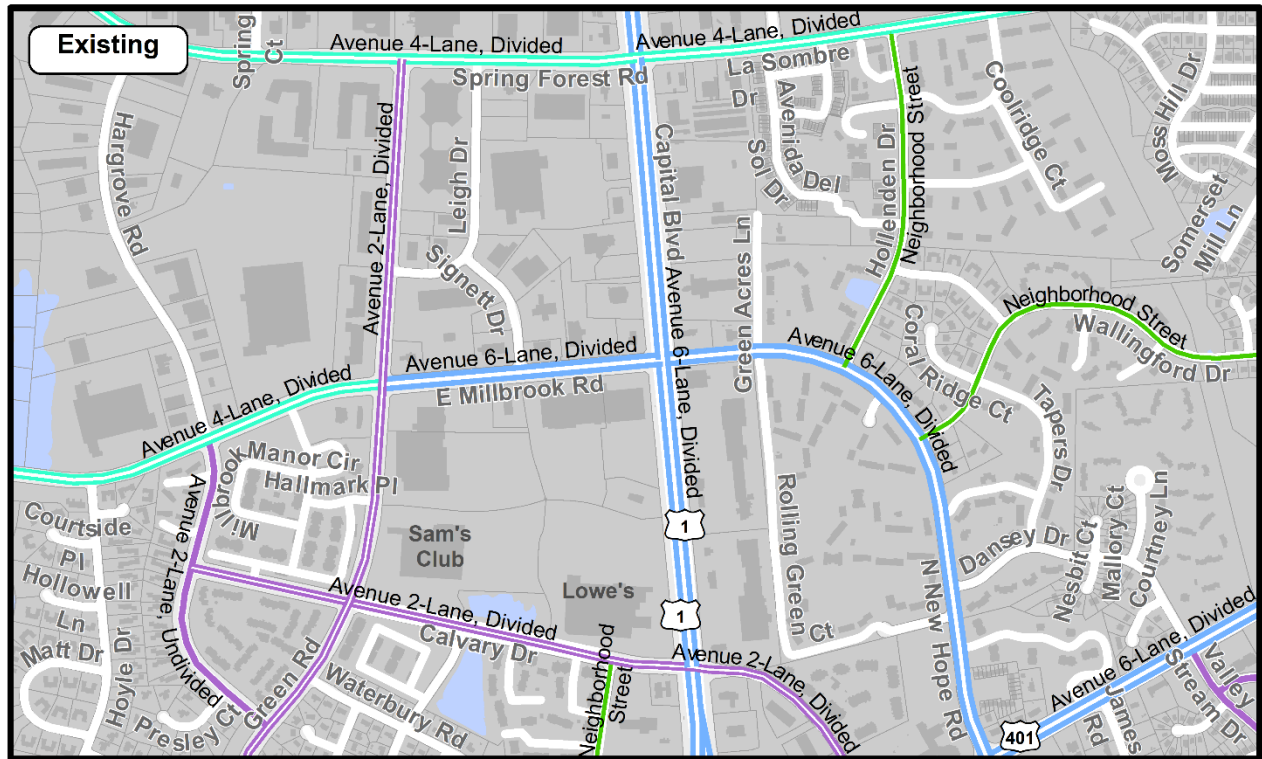 Existing
Spring
Ct
Avenue 4-Lane, Divided
Avenue 4-Lane, Divided
Spring Forest Rd
La Sombre
Dr
Avenida Del
Sol Dr
Coolridge Ct
Moss Hill Dr
Somerset
Mill Ln
Hargrove Rd
Avenue 2-Lane, Divided
Leigh Dr
Signett Dr
Capital Blvd
Avenue 6-Lane, Divided
Green Acres Ln
Hollenden Dr
Neighborhood Street
Neighborhood Street
Wallingford Dr
Coral Ridge Ct
Tapers Dr
Avenue 4-Lane, Divided
Avenue 6-Lane, Divided
E Millbrook Rd
Avenue 6-Lane, Divided
Millbrook
Manor Cir
Hallmark Pl
Avenue 2-Lane, Undivided
Courtside
Pl
Hollowell
Ln
Matt Dr
Hoyle Dr
Presley Ct
Green Rd
Sam's
Club
Lowe's
1
1
Avenue 2-Lane, Divided
Calvary Dr
Waterbury Rd
Neighborhood
Street
Avenue 2-Lane, Divided
Rolling Green
Ct
N New Hope Rd
Dansey Dr
Nesbit Ct
Mallory Ct
Courtney Ln
Avenue 6-Lane, Divided
401
James
Rd
Valley
Stream Dr